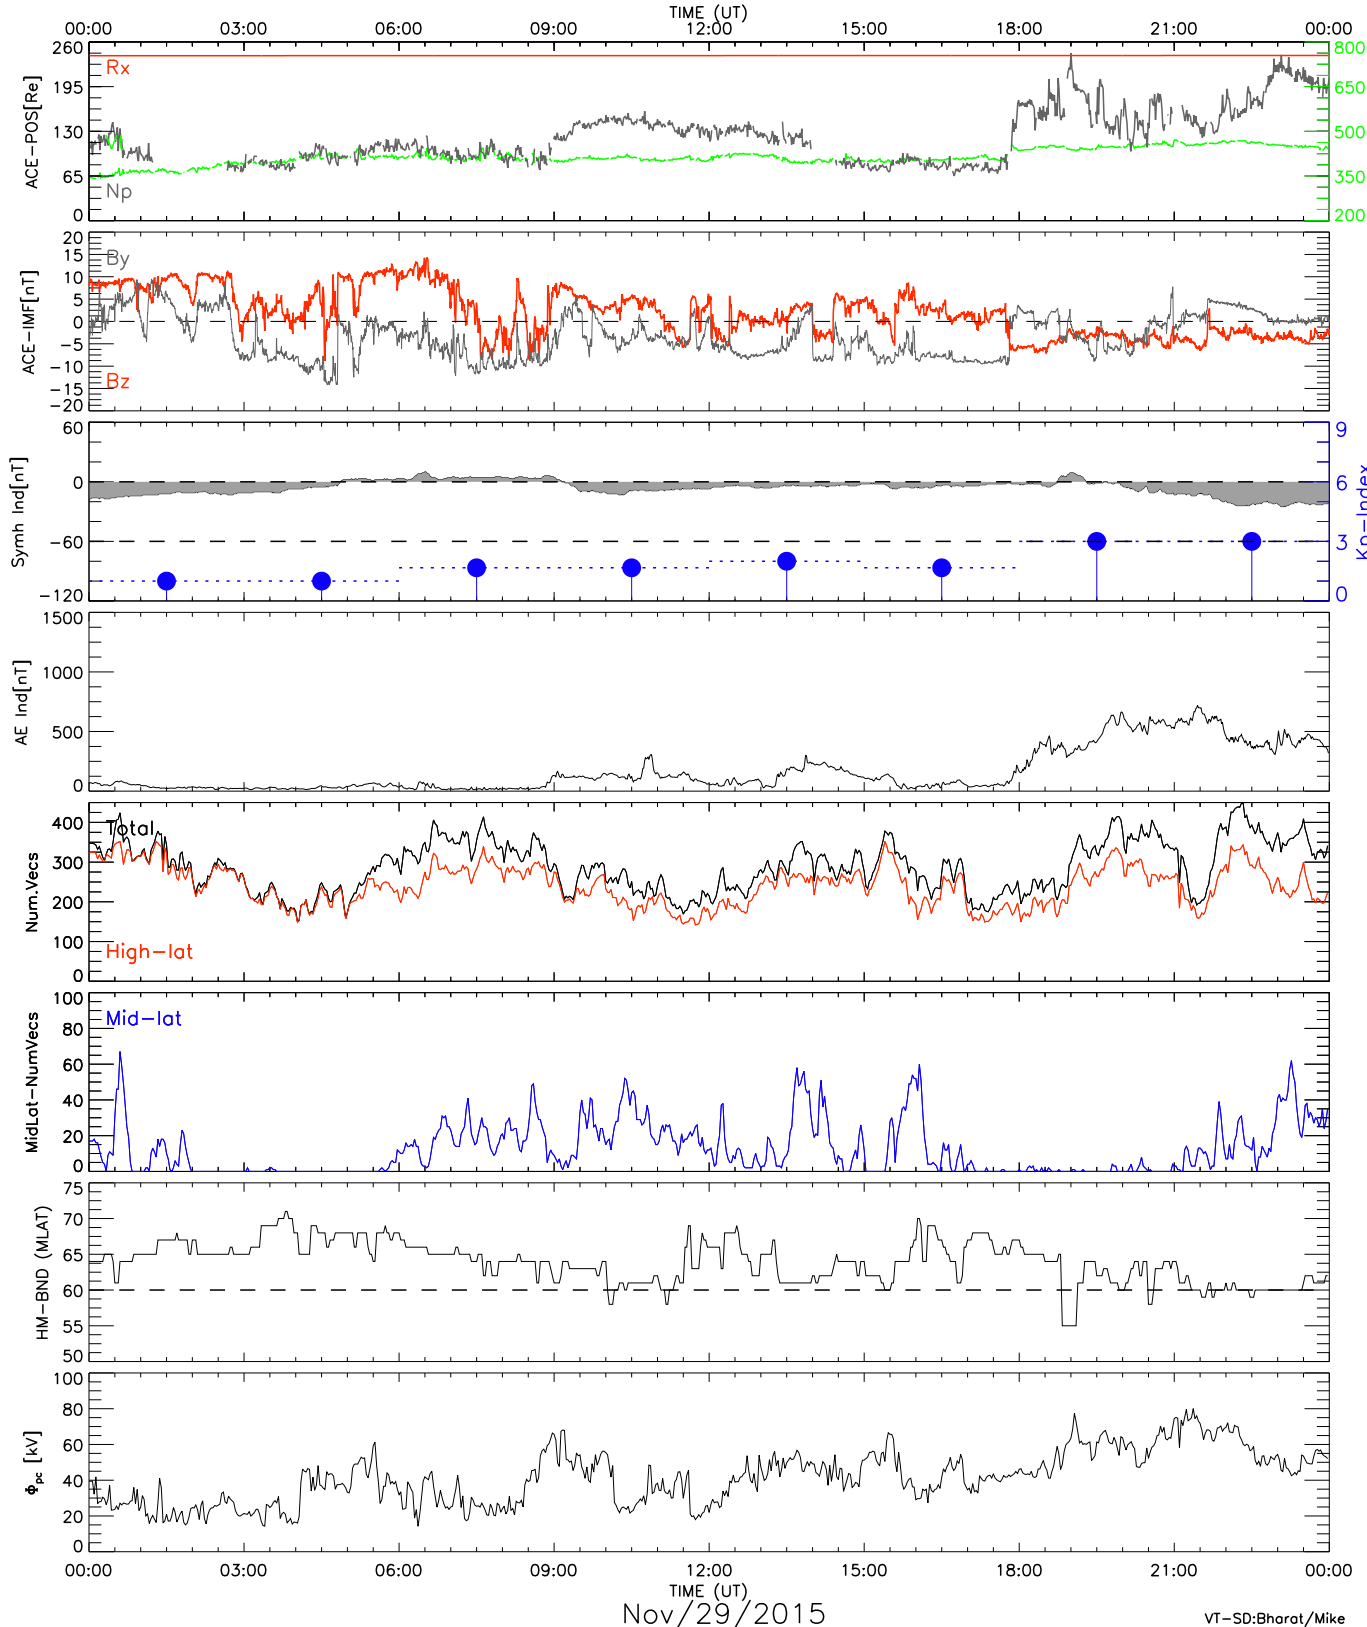 TIME (UT)
00:00 03:00 06:00 09:00 12:00 15:00 18:00 21:00 00:00
ACE-POS[Re]
260
195
130
65
0
Rx
Np
800
650
500
350
200
ACE-IMF[nT]
20
15
10
5
0
-5
-10
-15
-20
By
Bz
Symh Ind[nT]
60
0
-60
-120
9
6
3
0
Kp-Index
AE Ind[nT]
1500
1000
500
0
Num.Vecs
400
300
200
100
0
Total
High-lat
MidLat-NumVecs
100
80
60
40
20
0
Mid-lat
HM-BND (MLAT)
75
70
65
60
55
50
Φpc [kV]
100
80
60
40
20
0
00:00 03:00 06:00 09:00 12:00 15:00 18:00 21:00 00:00
TIME (UT)
Nov/29/2015
VT-SD:Bharat/Mike